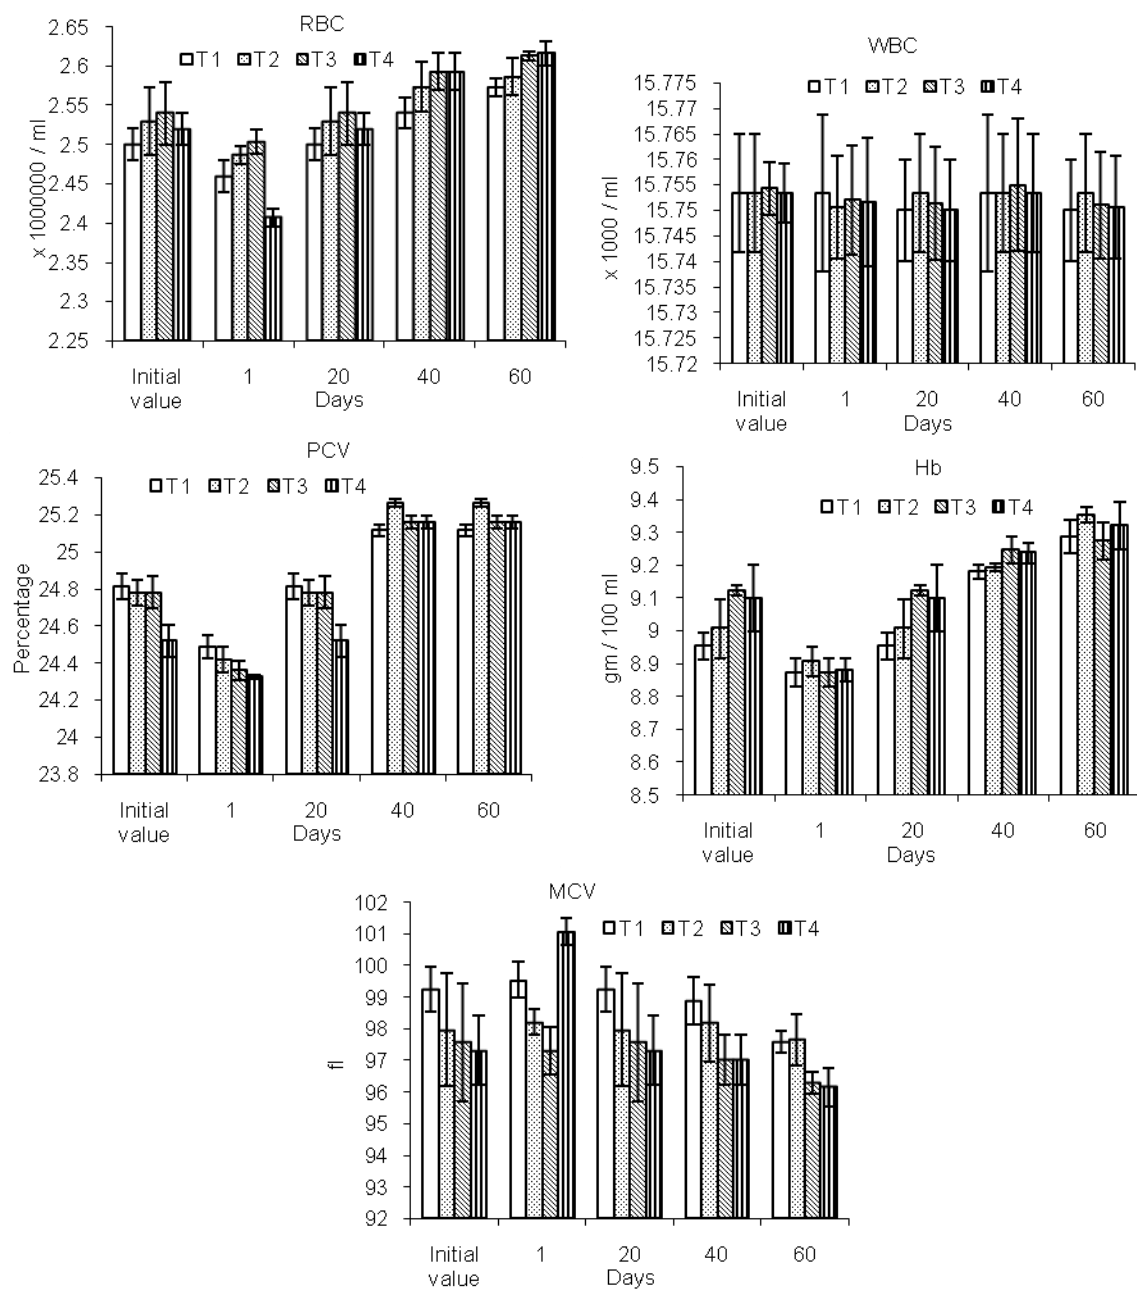 RBC
T1 T2 T3 T4
2.65
2.6
2.55
2.5
2.45
2.4
2.35
2.3
2.25
x 10000000 / ml
Initial value 1 20 40 60
Days
WBC
T1 T2 T3 T4
15.775
15.77
15.765
15.76
15.755
15.75
15.745
15.74
15.735
15.73
15.725
15.72
x 1000 / ml
Initial value 1 20 40 60
Days
PCV
T1 T2 T3 T4
25.4
25.2
25
24.8
24.6
24.4
24.2
24
23.8
Percentage
Initial value 1 20 40 60
Days
Hb
T1 T2 T3 T4
9.5
9.4
9.3
9.2
9.1
9
8.9
8.8
8.7
8.6
8.5
gm / 100 ml
Initial value 1 20 40 60
Days
MCV
T1 T2 T3 T4
102
101
100
99
98
97
96
95
94
93
92
fl
Initial value 1 20 40 60
Days